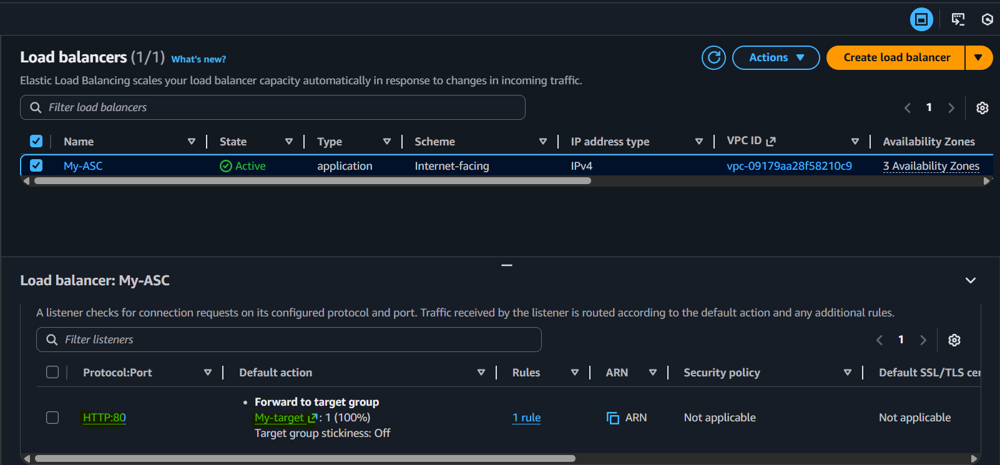 Load balancers (1/1) What's new?
Actions
Create load balancer
Elastic Load Balancing scales your load balancer capacity automatically in response to changes in incoming traffic.
Filter load balancers
1
Name State Type Scheme IP address type VPC ID Availability Zones
My-ASC Active application Internet-facing IPv4 vpc-09179aa28f58210c9 3 Availability Zones
Load balancer: My-ASC
A listener checks for connection requests on its configured protocol and port. Traffic received by the listener is routed according to the default action and any additional rules.
Filter listeners
1
Protocol:Port Default action Rules ARN Security policy Default SSL/TLS cer
• Forward to target group
HTTP:80 My-target : 1 (100%) 1 rule ARN Not applicable Not applicable
Target group stickiness: Off